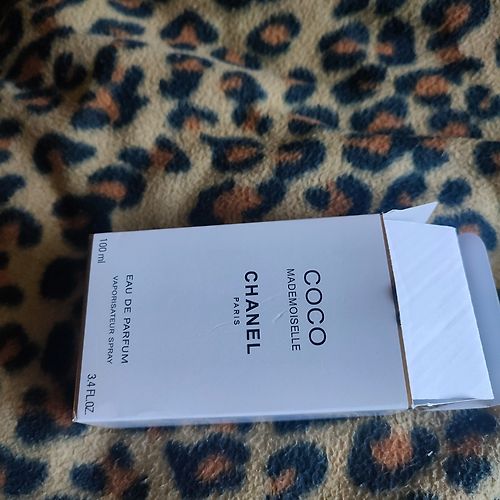 COCO
MADEMOISELLE
CHANEL
PARIS
EAU DE PARFUM
VAPORISATEUR SPRAY
100 ml
3.4 FL.OZ.